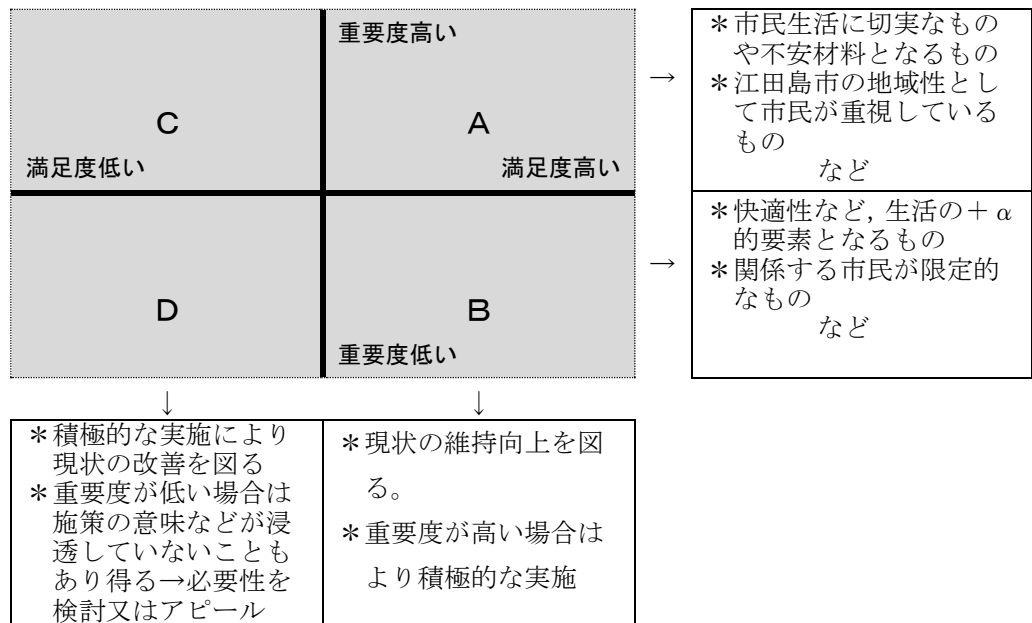 重要度高い
C
A
満足度低い
満足度高い
→
＊市民生活に切実なもの
や不安材料となるもの
＊江田島市の地域性とし
て市民が重視している
もの
など
D
B
重要度低い
→
＊快適性など，生活の＋α
的要素となるもの
＊関係する市民が限定的
なもの
など
↓
↓
＊積極的な実施により
現状の改善を図る
＊重要度が低い場合は
施策の意味などが浸
透していないことも
あり得る→必要性を
検討又はアピール
＊現状の維持向上を図
る。
＊重要度が高い場合は
より積極的な実施